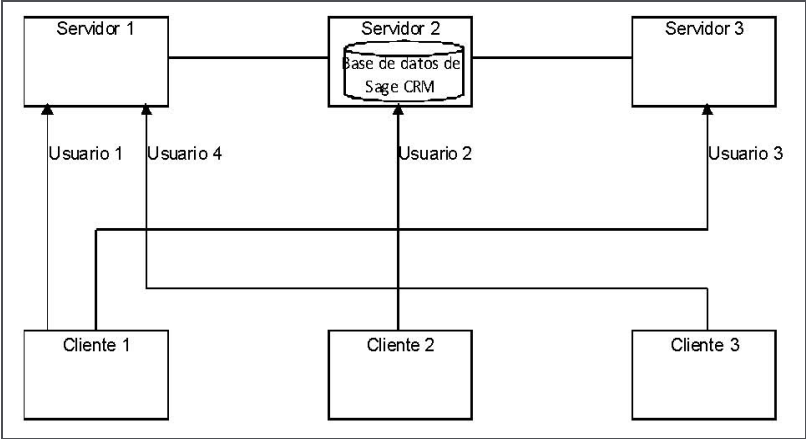 Servidor 1
Servidor 2
Servidor 3
Base de datos de
Sage CRM
Usuario 1
Usuario 4
Usuario 2
Usuario 3
Cliente 1
Cliente 2
Cliente 3